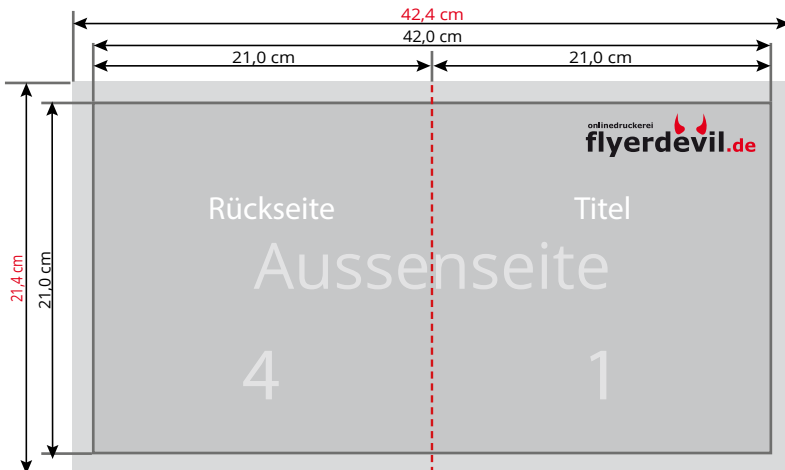 42,4 cm
42,0 cm
21,0 cm
21,0 cm
onlinedruckerei
flyerdevil.de
Rückseite
Titel
Aussenseite
21,4 cm
21,0 cm
4
1